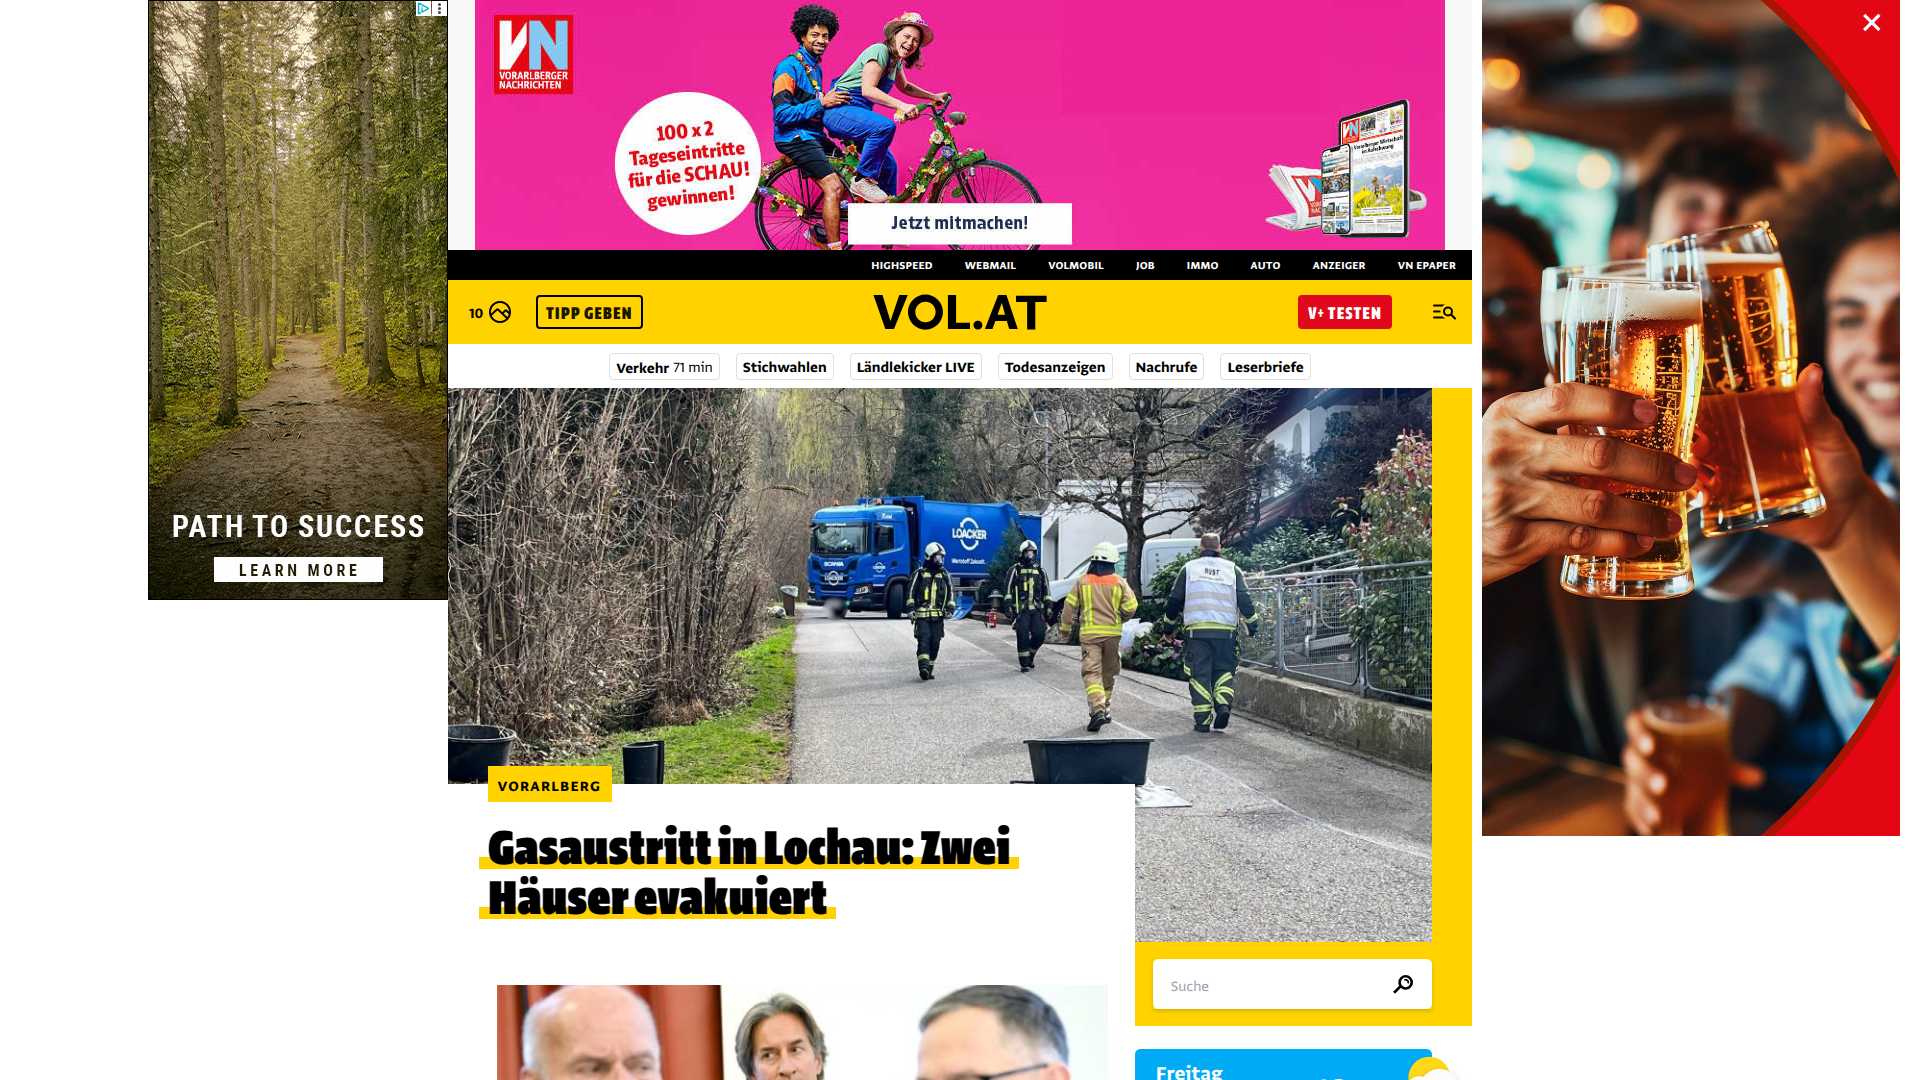 VN
VORARLBERGER
NACHRICHTEN
100 x 2
Tageseintritte
für die SCHAU!
gewinnen!
Jetzt mitmachen!
PATH TO SUCCESS
LEARN MORE
HIGHSPEED WEBMAIL VOLMOBIL JOB IMMO AUTO ANZEIGER VN EPAPER
10 TIPP GEBEN VOL.AT V+ TESTEN
Verkehr 71 min Stichwahlen Ländlekicker LIVE Todesanzeigen Nachrufe Leserbriefe
LOACKER
SCANIA
LOACKER
VORARLBERG
Gasaustritt in Lochau: Zwei
Häuser evakuiert
Suche
Freitag